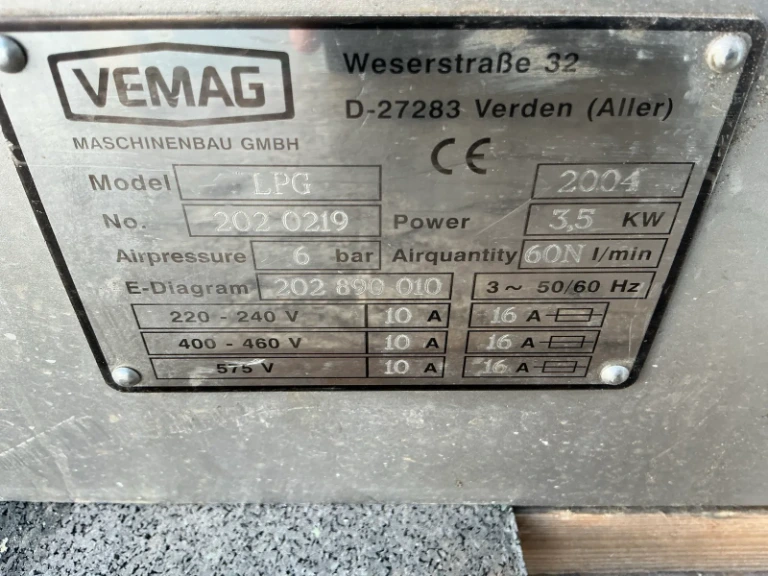 VEMAG
MASCHINENBAU GMBH
Weserstraße 32
D-27283 Verden (Aller)
CE
Model LPG 2004
No. 202 0219 Power 3,5 KW
Airpressure 6 bar Airquantity 60N l/min
E-Diagram 202 890 010 3~ 50/60 Hz
220 - 240 V 10 A 16 A
400 - 460 V 10 A 16 A
575 V 10 A 16 A